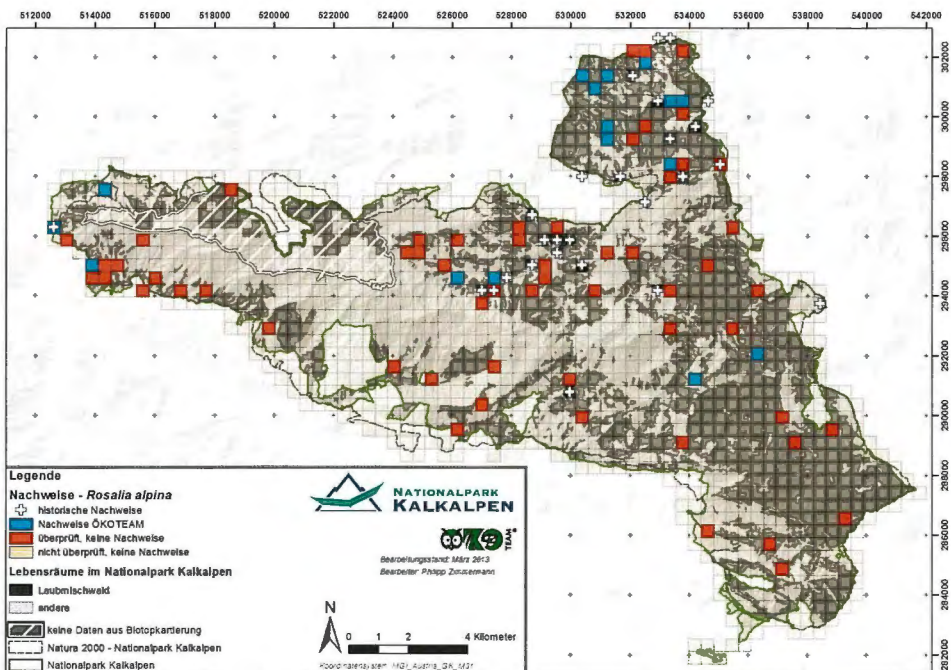 512000 514000 516000 518000 520000 522000 524000 526000 528000 530000 532000 534000 536000 538000 540000 542000
302000
300000
298000
296000
294000
292000
290000
288000
286000
284000
282000
Legende
Nachweise - Rosalia alpina
historische Nachweise
Nachweise ÖKOTEAM
überprüft, keine Nachweise
nicht überprüft, keine Nachweise
Lebensräume im Nationalpark Kalkalpen
Laubmischwald
andere
keine Daten aus Biotopkartierung
Natura 2000 - Nationalpark Kalkalpen
Nationalpark Kalkalpen
NATIONALPARK
KALKALPEN
TEAM
Bearbeitungsstand: März 2013
Bearbeiter: Philipp Zimmermann
N
0 1 2 4 Kilometer
Koordinatensystem: MGI_Austria_GK_M31